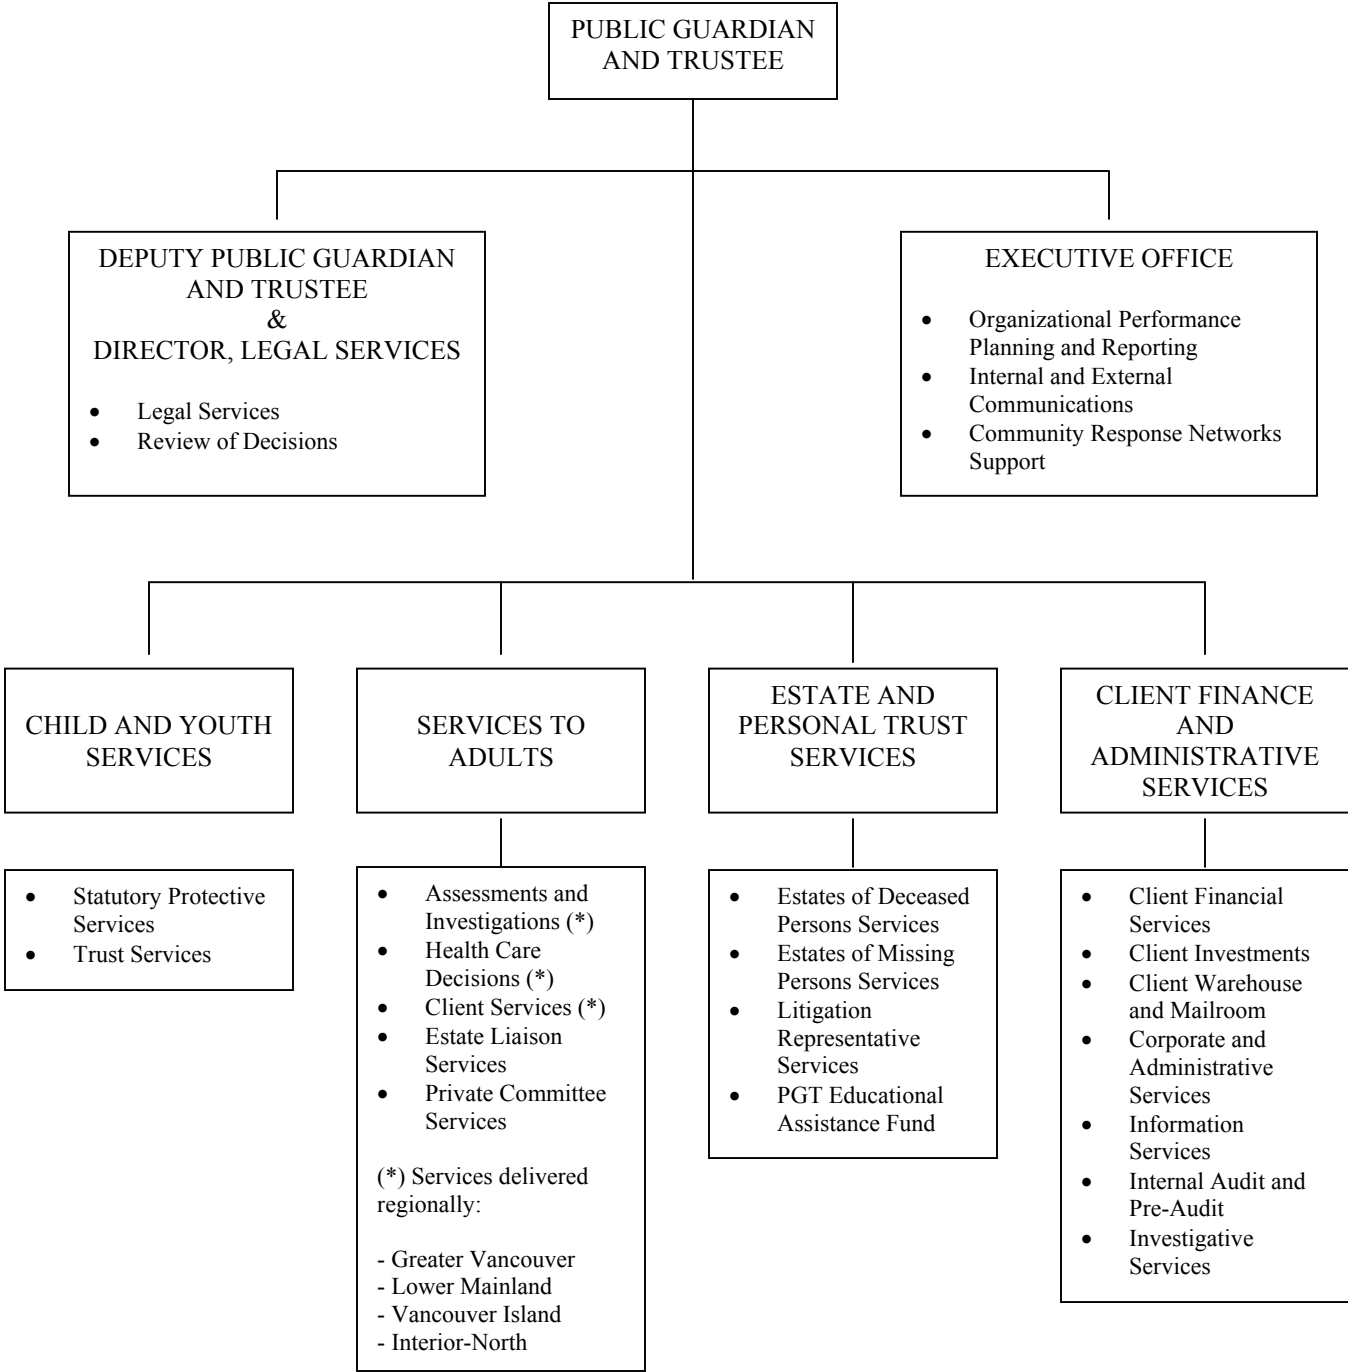 PUBLIC GUARDIAN
AND TRUSTEE
DEPUTY PUBLIC GUARDIAN
AND TRUSTEE
&
DIRECTOR, LEGAL SERVICES
• Legal Services
• Review of Decisions
EXECUTIVE OFFICE
• Organizational Performance
Planning and Reporting
• Internal and External
Communications
• Community Response Networks
Support
CHILD AND YOUTH
SERVICES
• Statutory Protective
Services
• Trust Services
SERVICES TO
ADULTS
• Assessments and
Investigations (*)
• Health Care
Decisions (*)
• Client Services (*)
• Estate Liaison
Services
• Private Committee
Services
(*) Services delivered
regionally:
- Greater Vancouver
- Lower Mainland
- Vancouver Island
- Interior-North
ESTATE AND
PERSONAL TRUST
SERVICES
• Estates of Deceased
Persons Services
• Estates of Missing
Persons Services
• Litigation
Representative
Services
• PGT Educational
Assistance Fund
CLIENT FINANCE
AND
ADMINISTRATIVE
SERVICES
• Client Financial
Services
• Client Investments
• Client Warehouse
and Mailroom
• Corporate and
Administrative
Services
• Information
Services
• Internal Audit and
Pre-Audit
• Investigative
Services